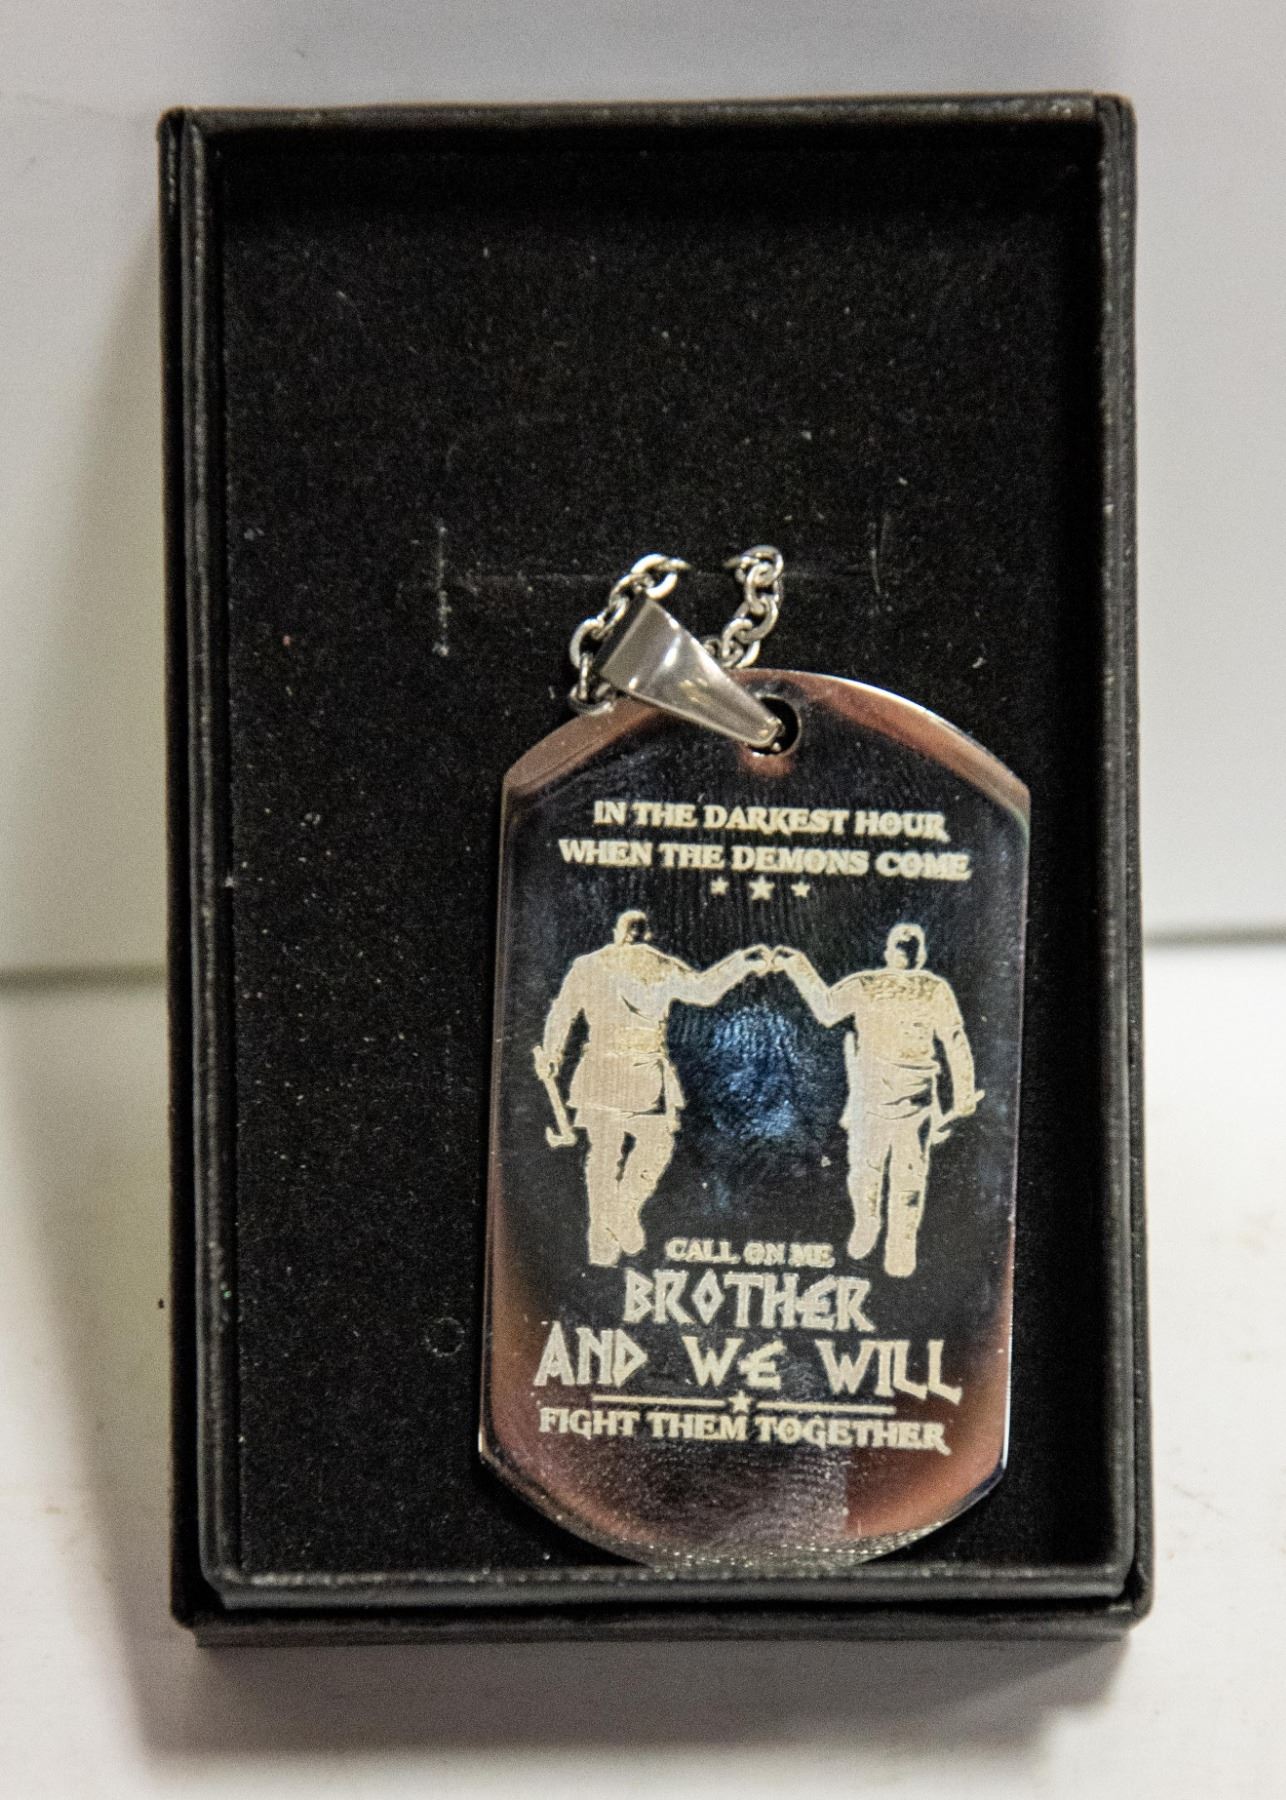 IN THE DARKEST HOUR
WHEN THE DEMONS COME
CALL ON ME
BROTHER
AND WE WILL
FIGHT THEM TOGETHER